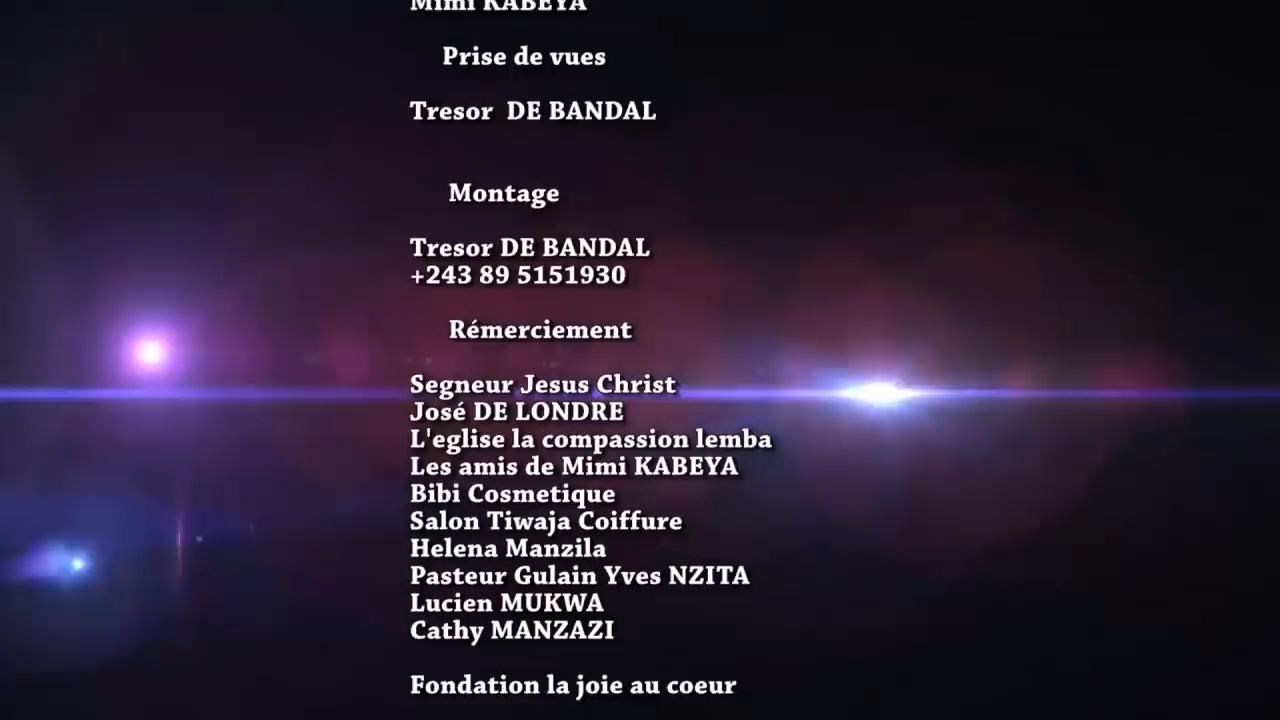 Mimi KABEYA
Prise de vues
Tresor DE BANDAL
Montage
Tresor DE BANDAL
+243 89 5151930
Rémerciement
Segneur Jesus Christ
José DE LONDRE
L'eglise la compassion lemba
Les amis de Mimi KABEYA
Bibi Cosmetique
Salon Tiwaja Coiffure
Helena Manzila
Pasteur Gulain Yves NZITA
Lucien MUKWA
Cathy MANZAZI
Fondation la joie au coeur